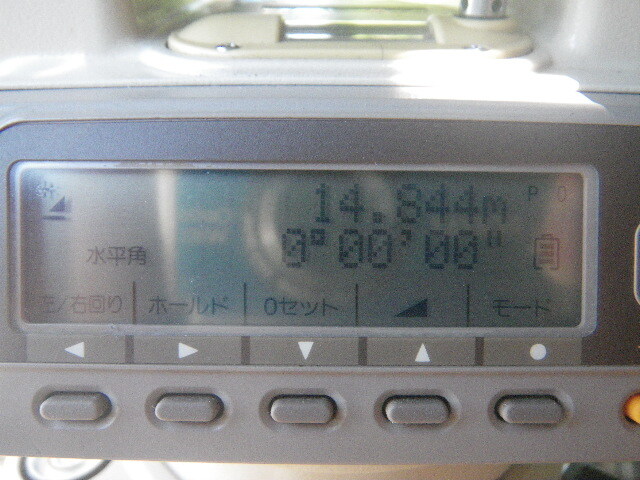 14.844m P 0
水平角 0°00'00"
左/右回り ホールド 0セット モード